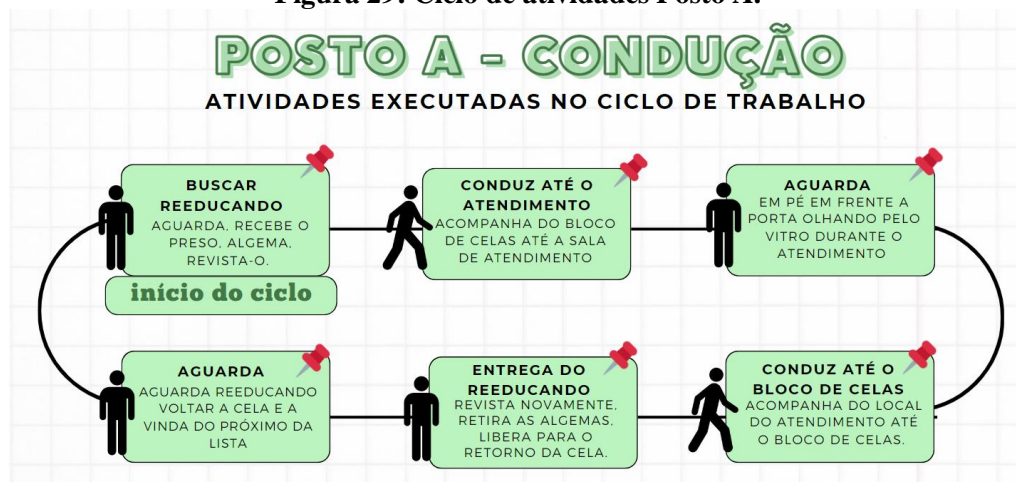 Figura 29: Ciclo de atividades Posto A.
POSTO A - CONDUÇÃO
ATIVIDADES EXECUTADAS NO CICLO DE TRABALHO
BUSCAR
REEDUCANDO
AGUARDA, RECEBE O
PRESO, ALGEMA,
REVISTA-O.
início do ciclo
CONDUZ ATÉ O
ATENDIMENTO
ACOMPANHA DO BLOCO
DE CELAS ATÉ A SALA
DE ATENDIMENTO
AGUARDA
EM PÉ EM FRENTE A
PORTA OLHANDO PELO
VITRO DURANTE O
ATENDIMENTO
CONDUZ ATÉ O
BLOCO DE CELAS
ACOMPANHA DO LOCAL
DO ATENDIMENTO ATÉ
O BLOCO DE CELAS.
ENTREGA DO
REEDUCANDO
REVISTA NOVAMENTE,
RETIRA AS ALGEMAS,
LIBERA PARA O
RETORNO DA CELA.
AGUARDA
AGUARDA REEDUCANDO
VOLTAR A CELA E A
VINDA DO PRÓXIMO DA
LISTA